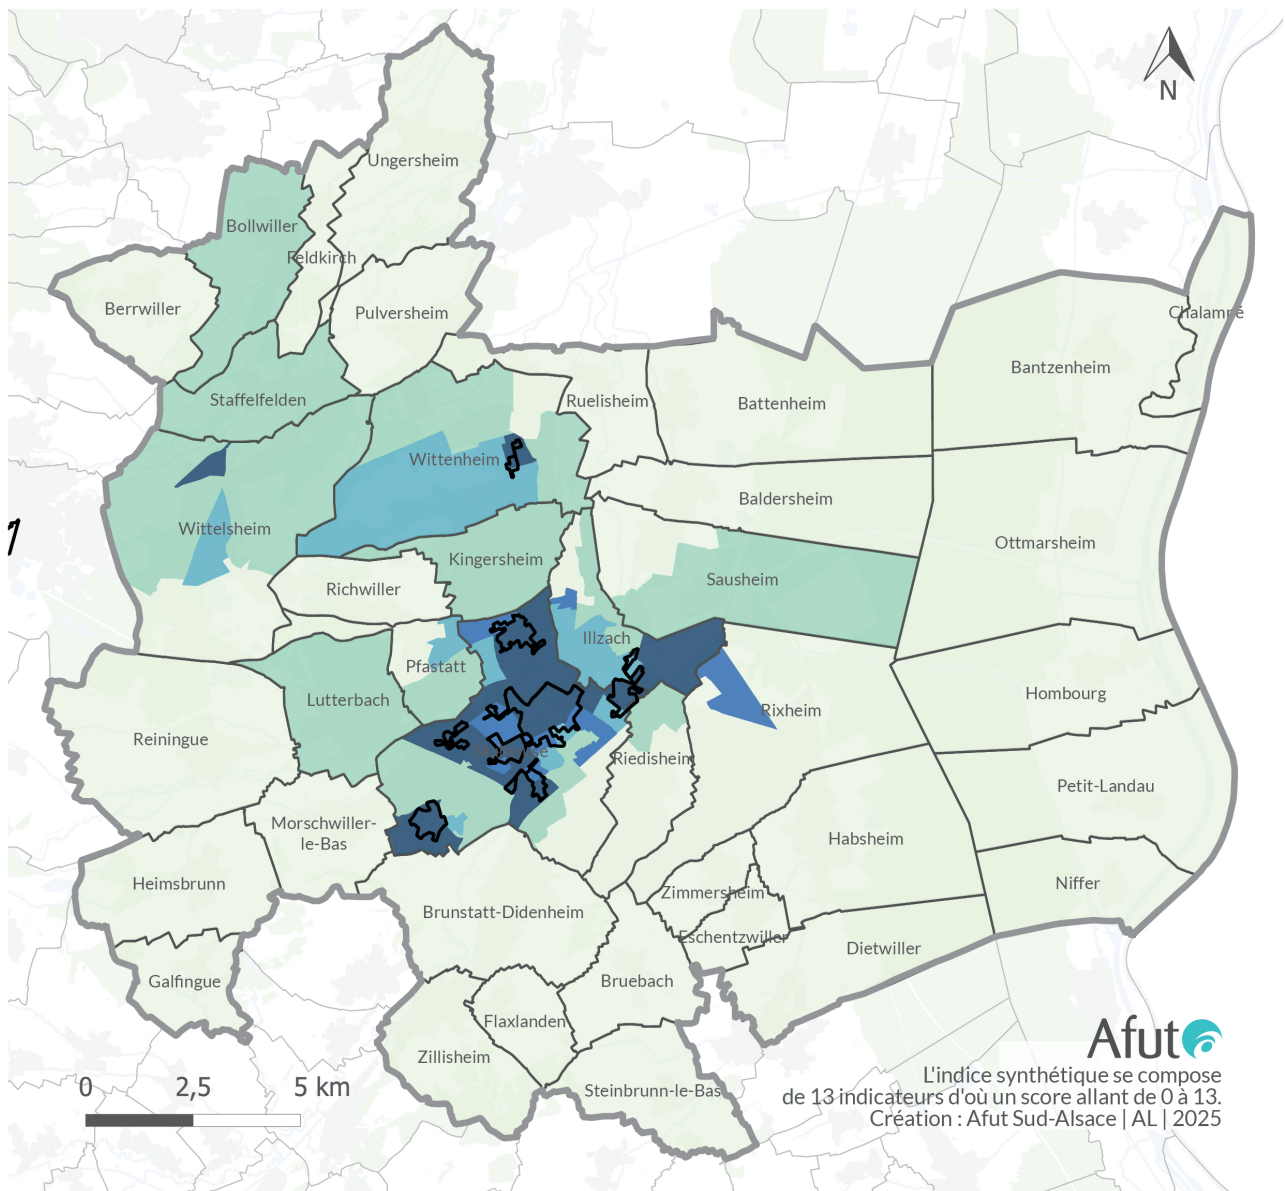 N
Ungersheim
Bollwiller
Feldkirch
Berrwiller
Pulversheim
Chalampé
Bantzenheim
Staffelfelden
Ruelisheim
Battenheim
Wittenheim
Baldersheim
Wittelsheim
Ottmarsheim
Kingersheim
Sausheim
Richwiller
Illzach
Pfastatt
Hombourg
Lutterbach
Rixheim
Reiningue
Mulhouse
Riedisheim
Petit-Landau
Morschwiller-
le-Bas
Habsheim
Heimsbrunn
Niffer
Zimmersheim
Brunstatt-Didenheim
Eschentzwiller
Dietwiller
Galfingue
Bruebach
Flaxlanden
Zillisheim
Steinbrunn-le-Bas
0 2,5 5 km
Afut
L'indice synthétique se compose
de 13 indicateurs d'où un score allant de 0 à 13.
Création : Afut Sud-Alsace | AL | 2025